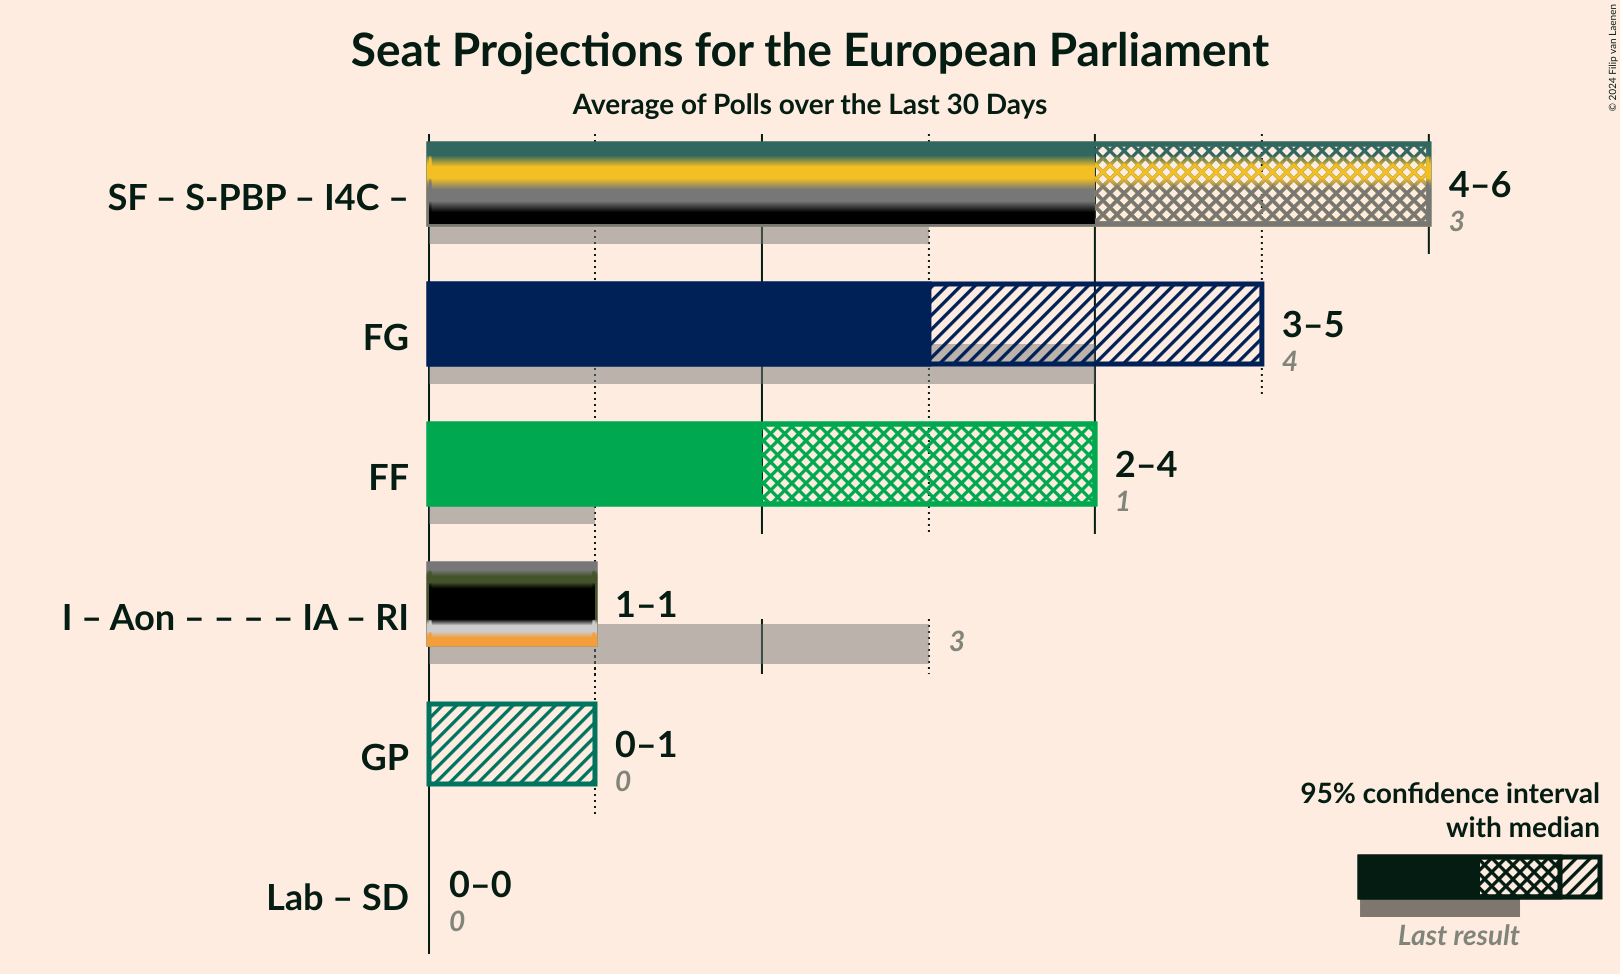 Seat Projections for the European Parliament
Average of Polls over the Last 30 Days
© 2024 Filip van Laenen
SF – S-PBP – I4C –
4–6
3
FG
3–5
4
FF
2–4
1
I – Aon – – – – IA – RI
1–1
3
GP
0–1
0
Lab – SD
0–0
0
95% confidence interval
with median
Last result